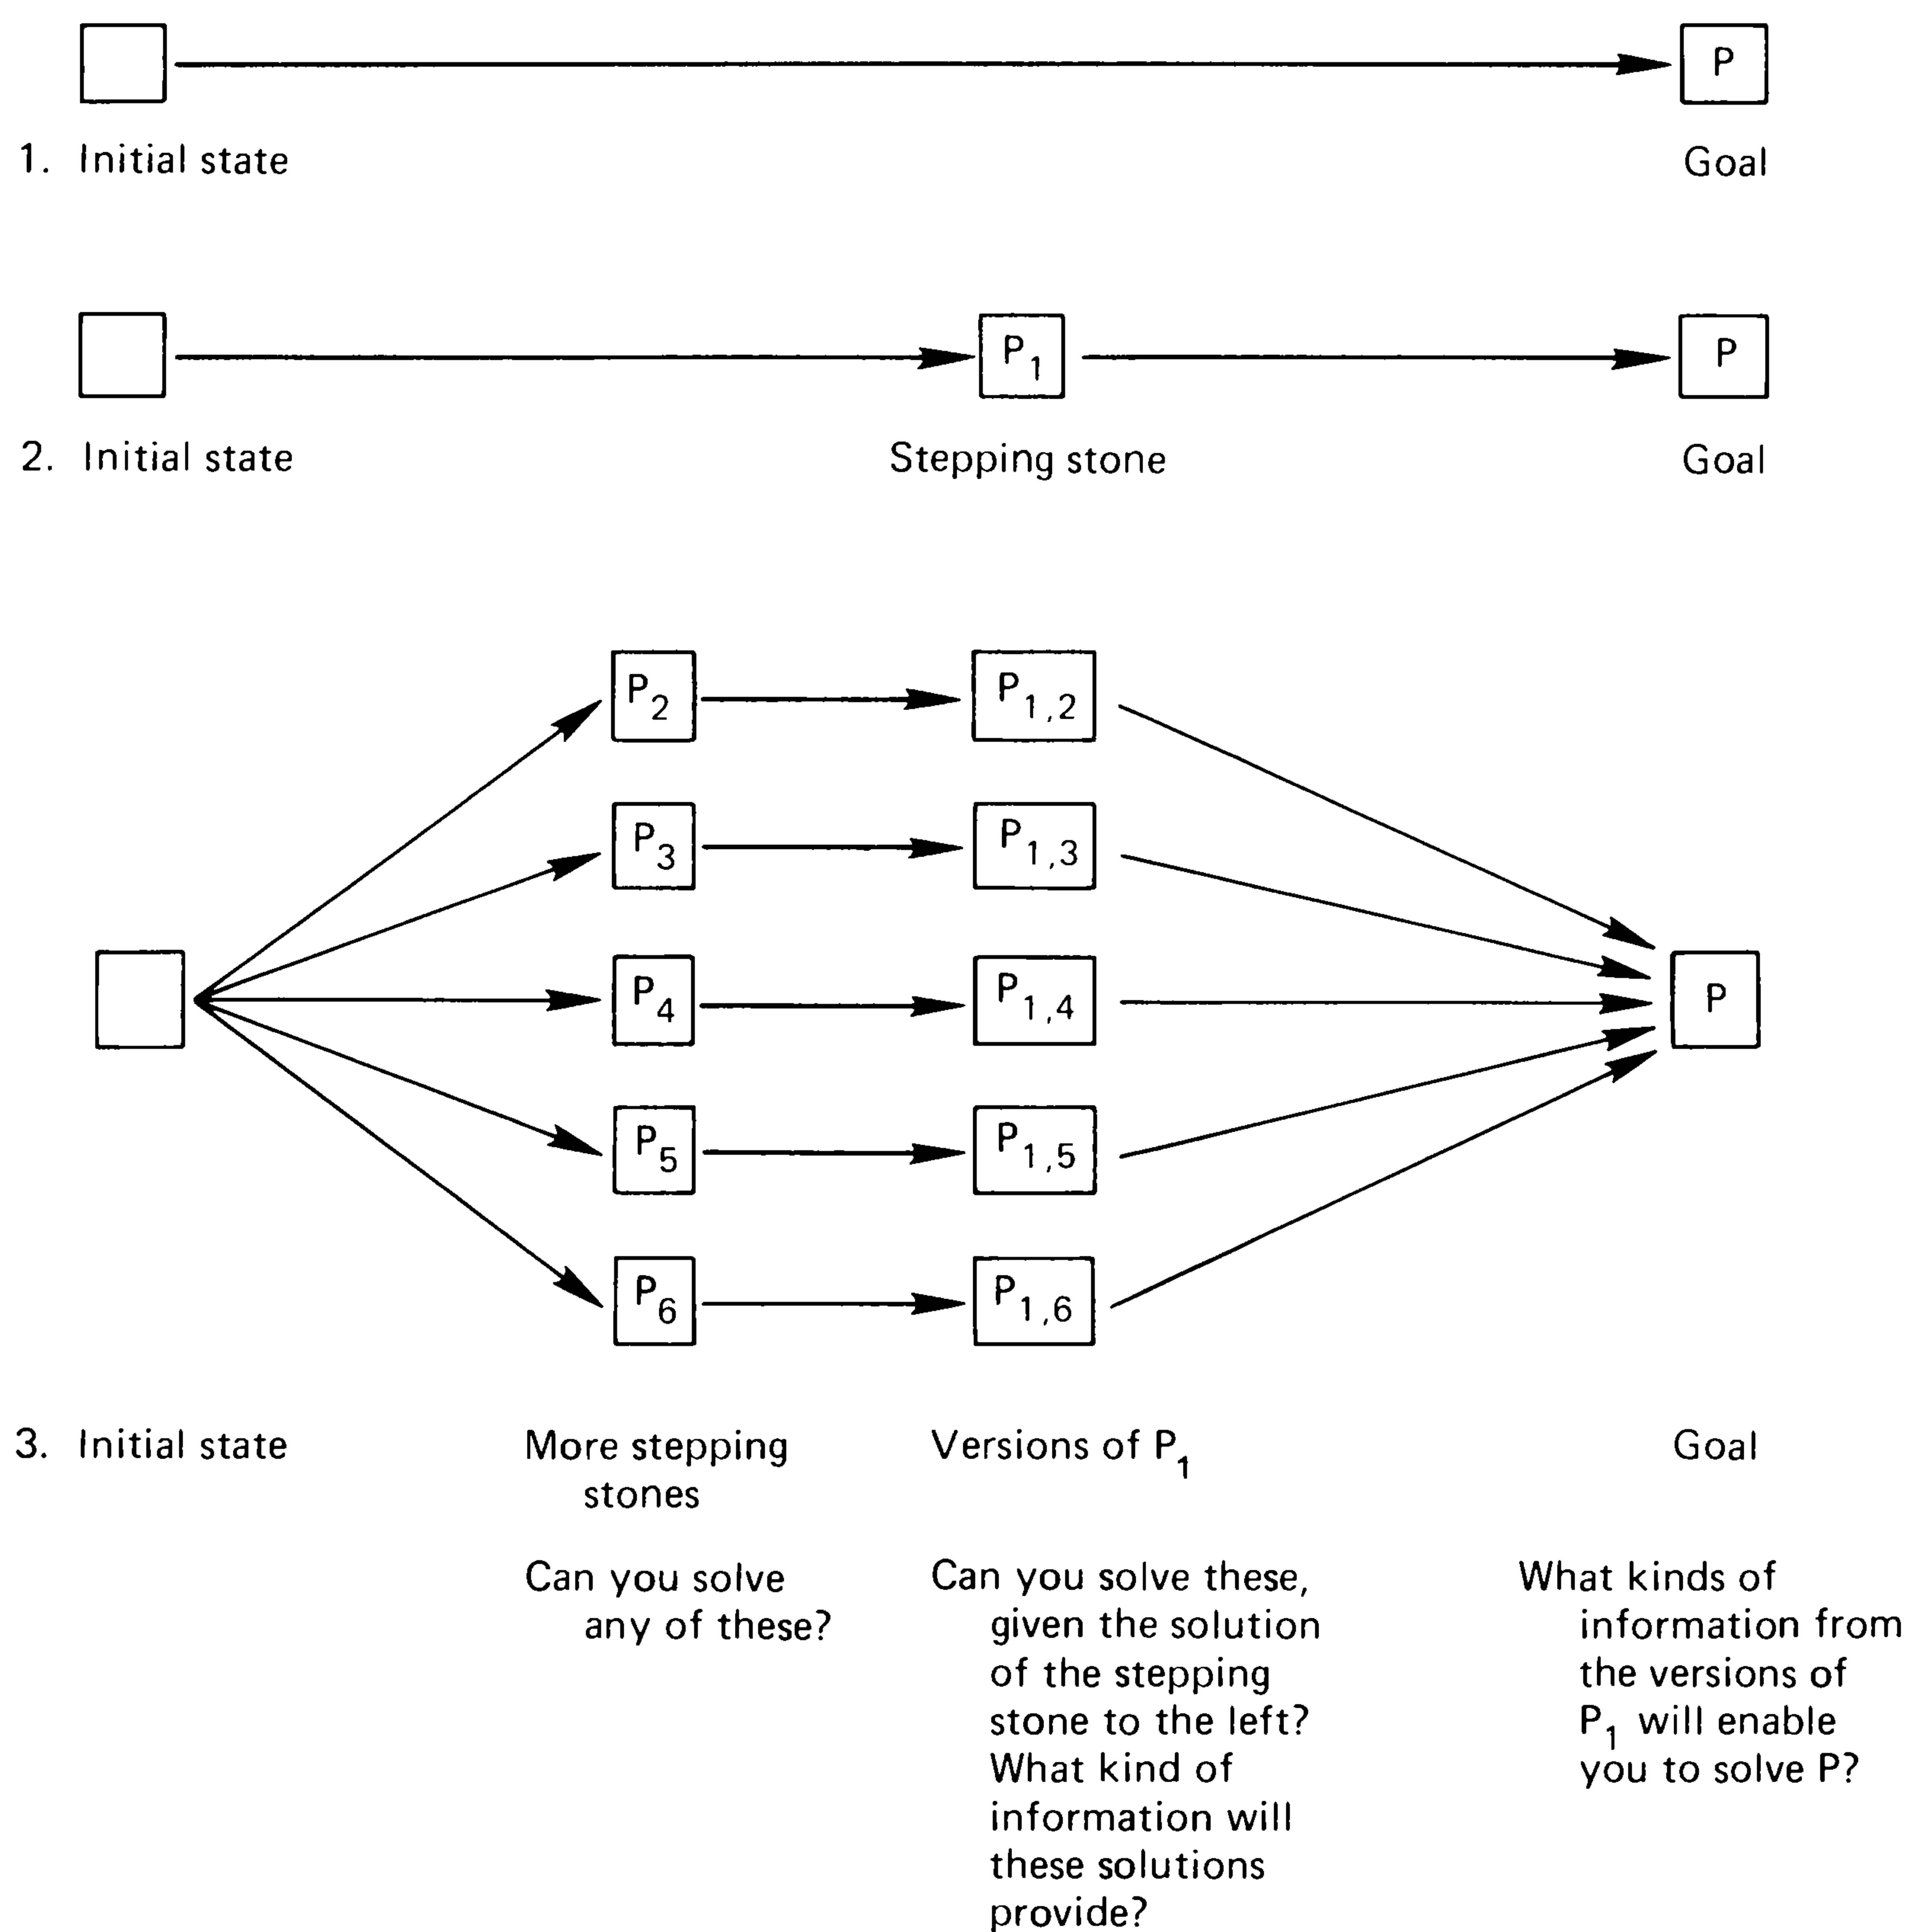 P
1. Initial state
Goal
P₁
P
2. Initial state
Stepping stone
Goal
P₂
P₁,₂
P₃
P₁,₃
P₄
P₁,₄
P
P₅
P₁,₅
P₆
P₁,₆
3. Initial state
More stepping
stones
Versions of P₁
Goal
Can you solve
any of these?
Can you solve these,
given the solution
of the stepping
stone to the left?
What kind of
information will
these solutions
provide?
What kinds of
information from
the versions of
P₁ will enable
you to solve P?